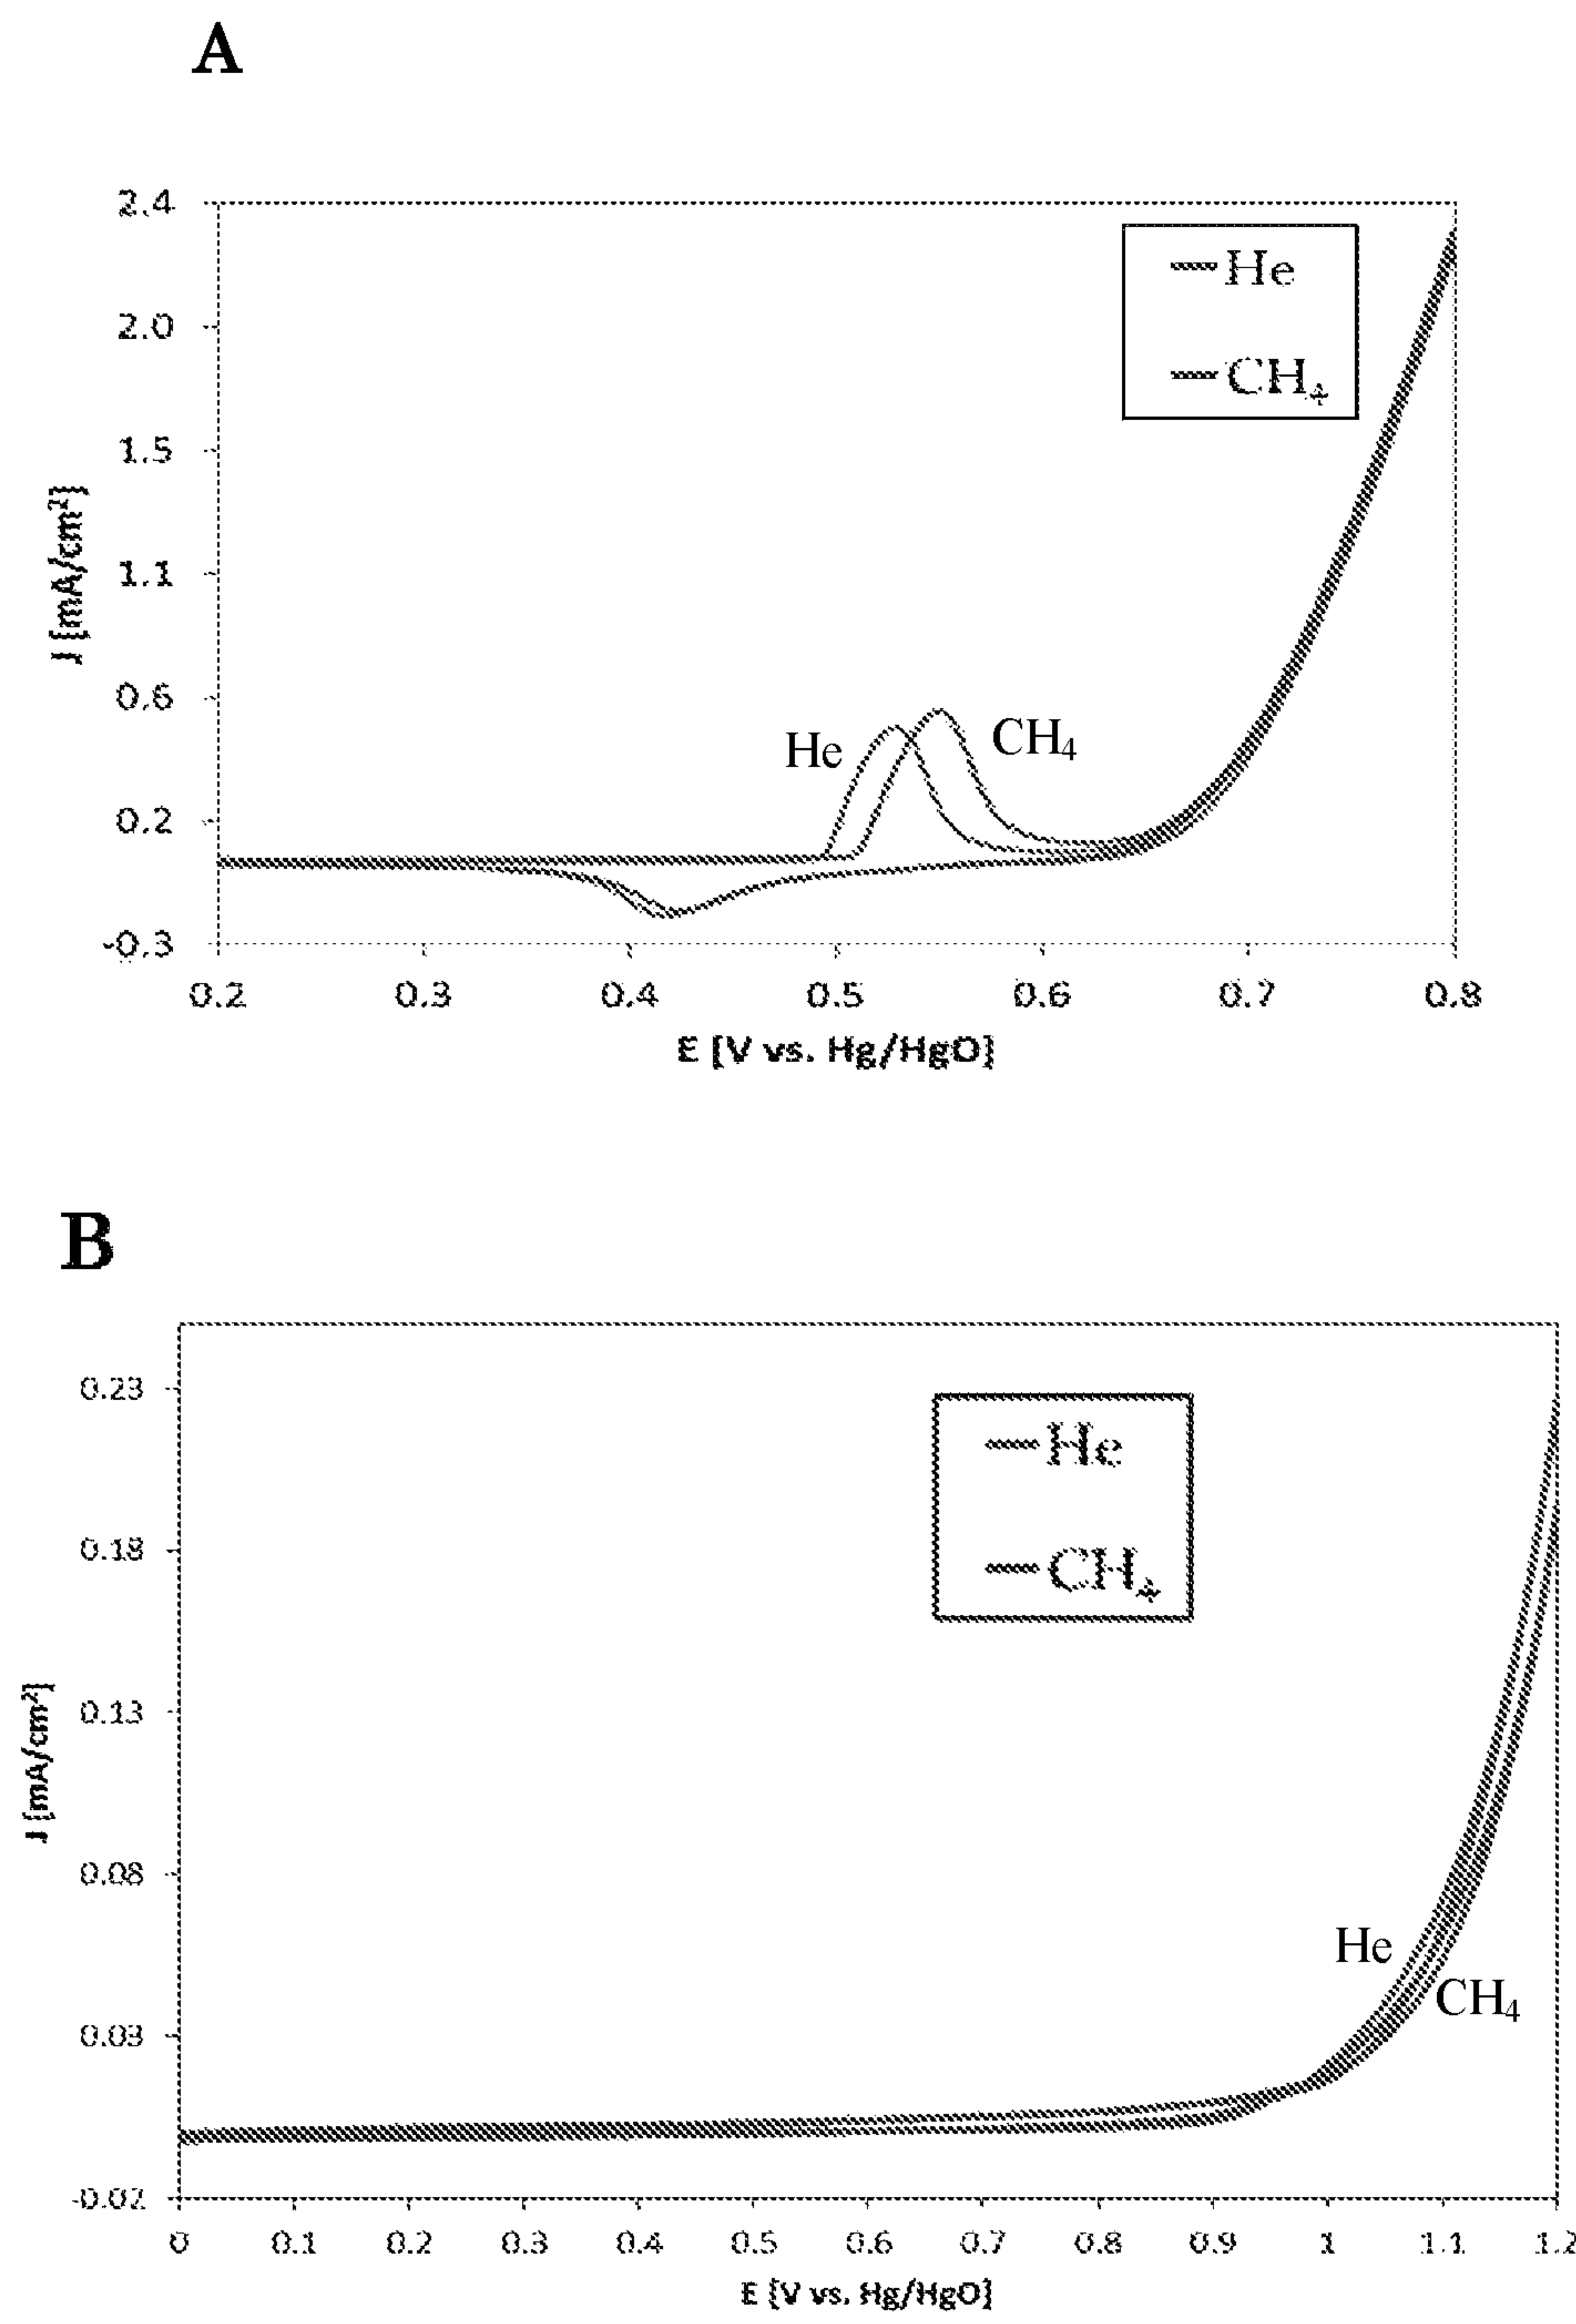 A
2.4
2.0
1.5
1.1
0.6
0.2
-0.3
J [mA/cm²]
He
CH₄
He
CH₄
0.2 0.3 0.4 0.5 0.6 0.7 0.8
E [V vs. Hg/HgO]
B
0.23
0.18
0.13
0.08
0.03
-0.02
J [mA/cm²]
He
CH₄
He
CH₄
0 0.1 0.2 0.3 0.4 0.5 0.6 0.7 0.8 0.9 1 1.1 1.2
E [V vs. Hg/HgO]